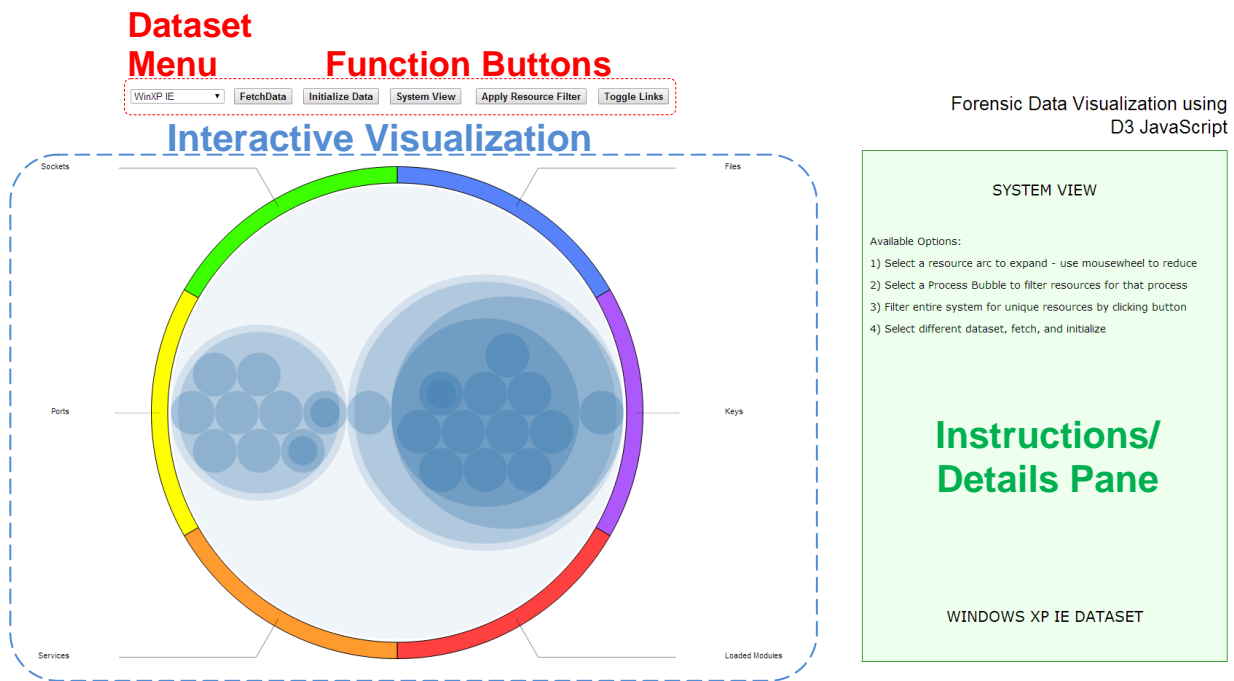 Dataset
Menu
Function Buttons
WinXP IE
FetchData
Initialize Data
System View
Apply Resource Filter
Toggle Links
Interactive Visualization
Sockets
Files
Ports
Keys
Services
Loaded Modules
Forensic Data Visualization using
D3 JavaScript
SYSTEM VIEW
Available Options:
1) Select a resource arc to expand - use mousewheel to reduce
2) Select a Process Bubble to filter resources for that process
3) Filter entire system for unique resources by clicking button
4) Select different dataset, fetch, and initialize
Instructions/
Details Pane
WINDOWS XP IE DATASET